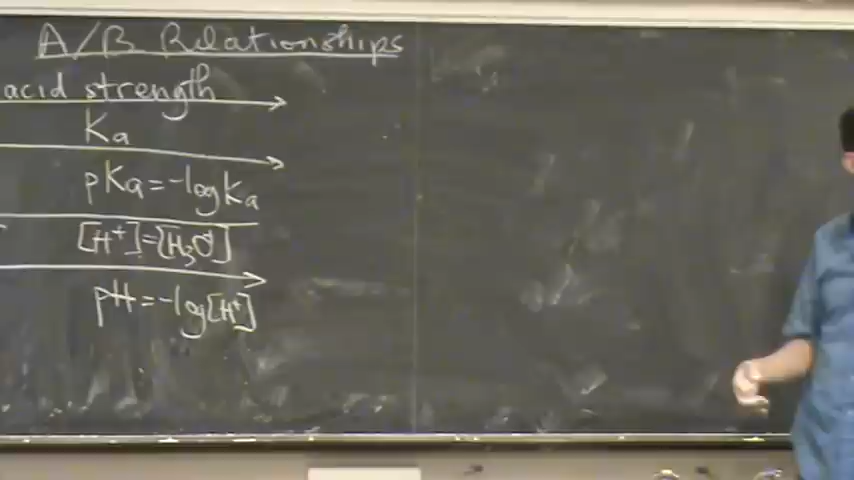 A/B Relationships
acid strength
Ka
pKa = -log Ka
[H⁺] = [H₃O⁺]
pH = -log[H⁺]